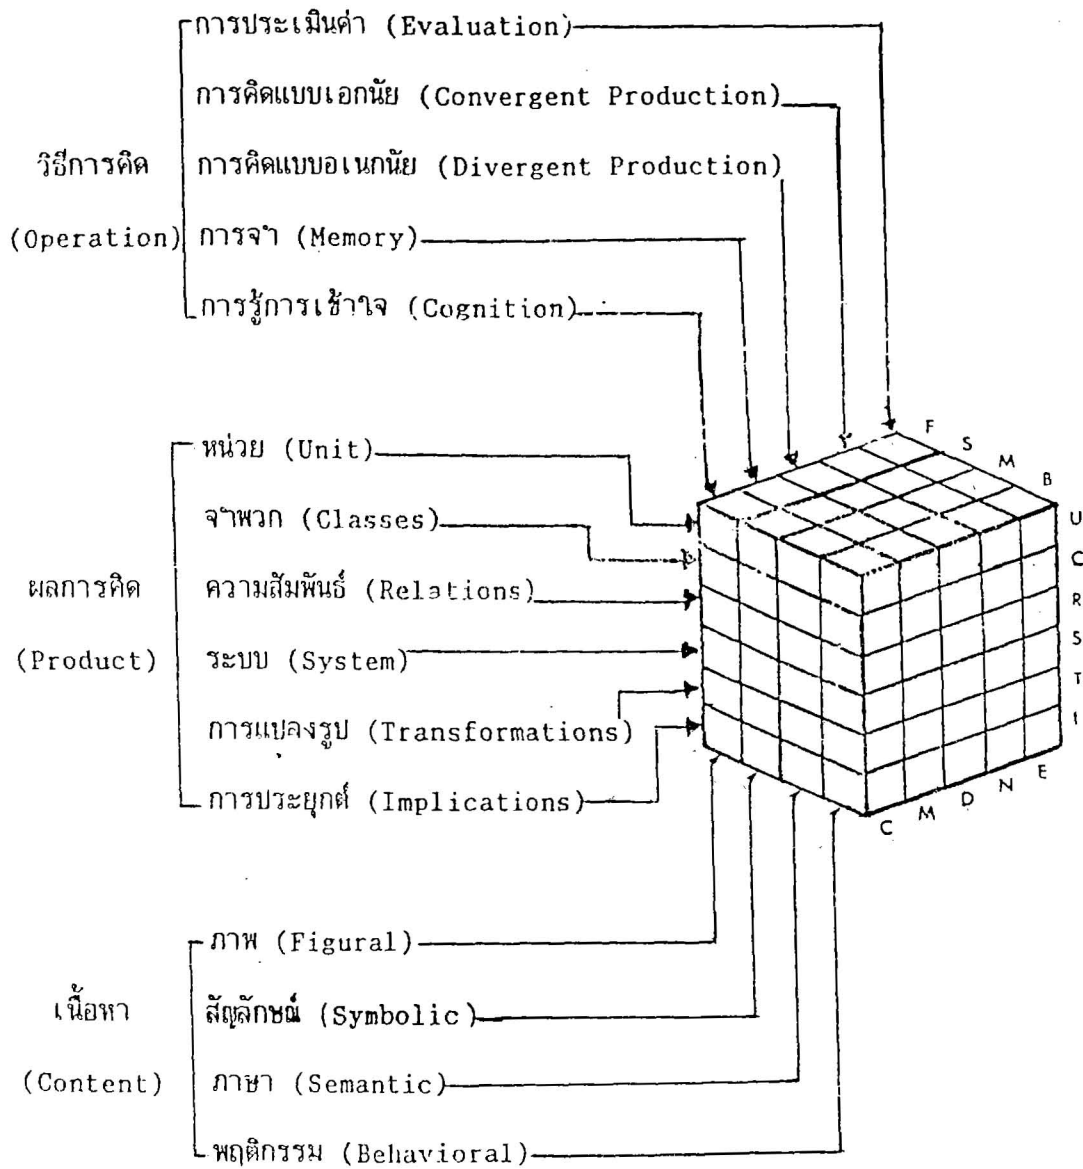 การประเมินค่า (Evaluation)
การคิดแบบเอกนัย (Convergent Production)
วิธีการคิด
การคิดแบบอเนกนัย (Divergent Production)
(Operation)
การจำ (Memory)
การรู้การเข้าใจ (Cognition)
หน่วย (Unit)
จำพวก (Classes)
ผลการคิด
ความสัมพันธ์ (Relations)
(Product)
ระบบ (System)
การแปลงรูป (Transformations)
การประยุกต์ (Implications)
F
S
M
B
U
C
R
S
T
I
E
N
D
M
C
ภาพ (Figural)
เนื้อหา
สัญลักษณ์ (Symbolic)
(Content)
ภาษา (Semantic)
พฤติกรรม (Behavioral)